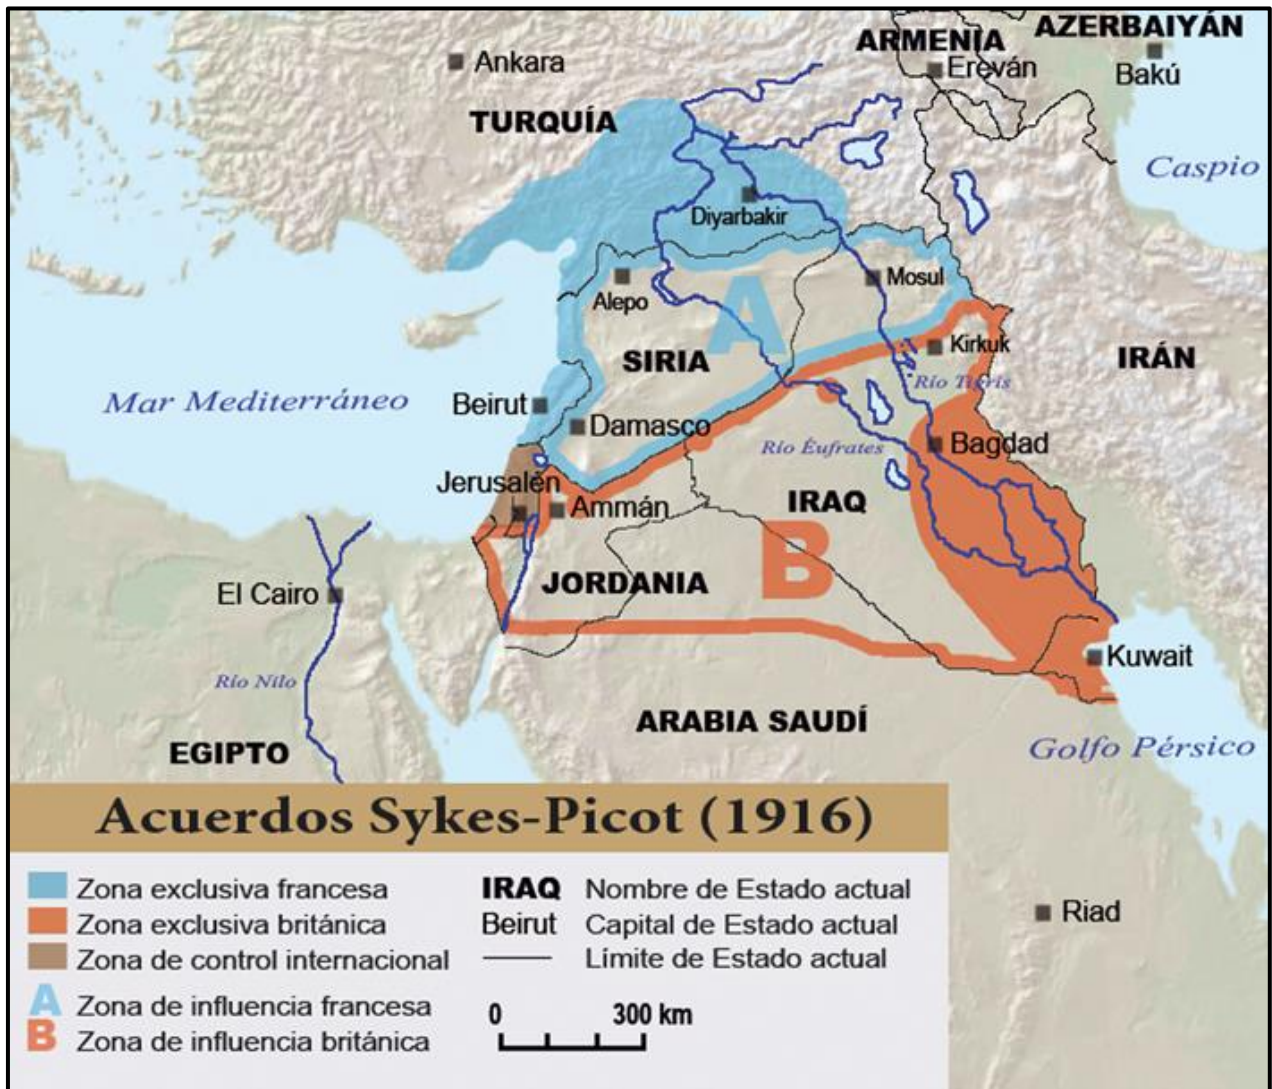 AZERBAIYÁN
ARMENIA
Ankara
Ereván
Bakú
TURQUÍA
Caspio
Diyarbakir
Mosul
Alepo
A
SIRIA
Kirkuk
IRÁN
Río Tigris
Mar Mediterráneo
Beirut
Damasco
Río Éufrates
Bagdad
Jerusalén
Ammán
IRAQ
B
JORDANIA
El Cairo
Kuwait
Río Nilo
ARABIA SAUDÍ
EGIPTO
Golfo Pérsico
Acuerdos Sykes-Picot (1916)
Zona exclusiva francesa
Zona exclusiva británica
Zona de control internacional
A Zona de influencia francesa
B Zona de influencia británica
IRAQ Nombre de Estado actual
Beirut Capital de Estado actual
Límite de Estado actual
0 300 km
Riad